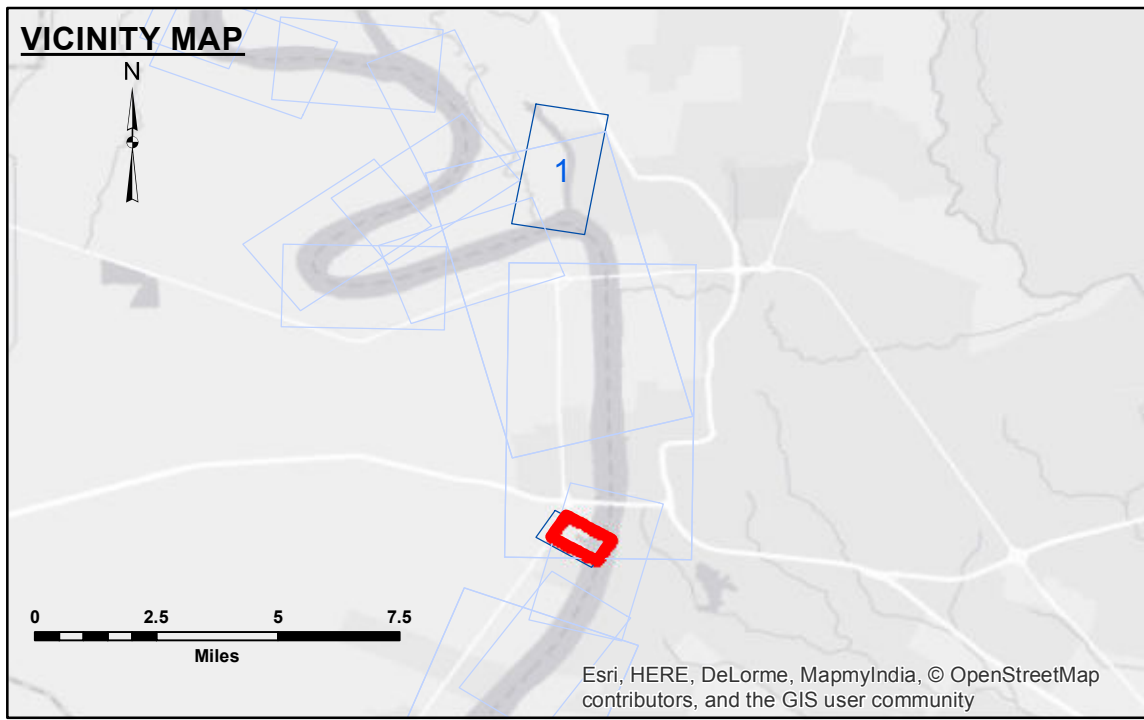 VICINITY MAP
N
1
0 2.5 5 7.5
Miles
Esri, HERE, DeLorme, MapmyIndia, © OpenStreetMap
contributors, and the GIS user community